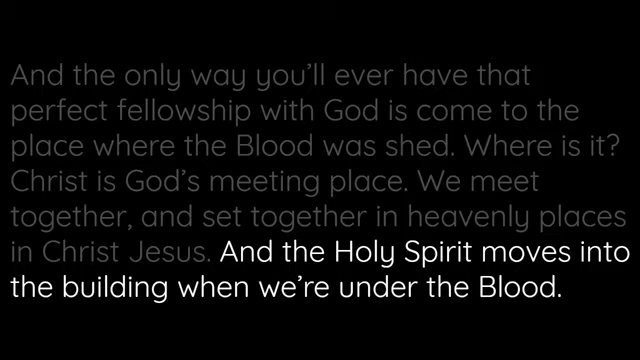 And the only way you'll ever have that
perfect fellowship with God is come to the
place where the Blood was shed. Where is it?
Christ is God's meeting place. We meet
together, and set together in heavenly places
in Christ Jesus. And the Holy Spirit moves into
the building when we're under the Blood.